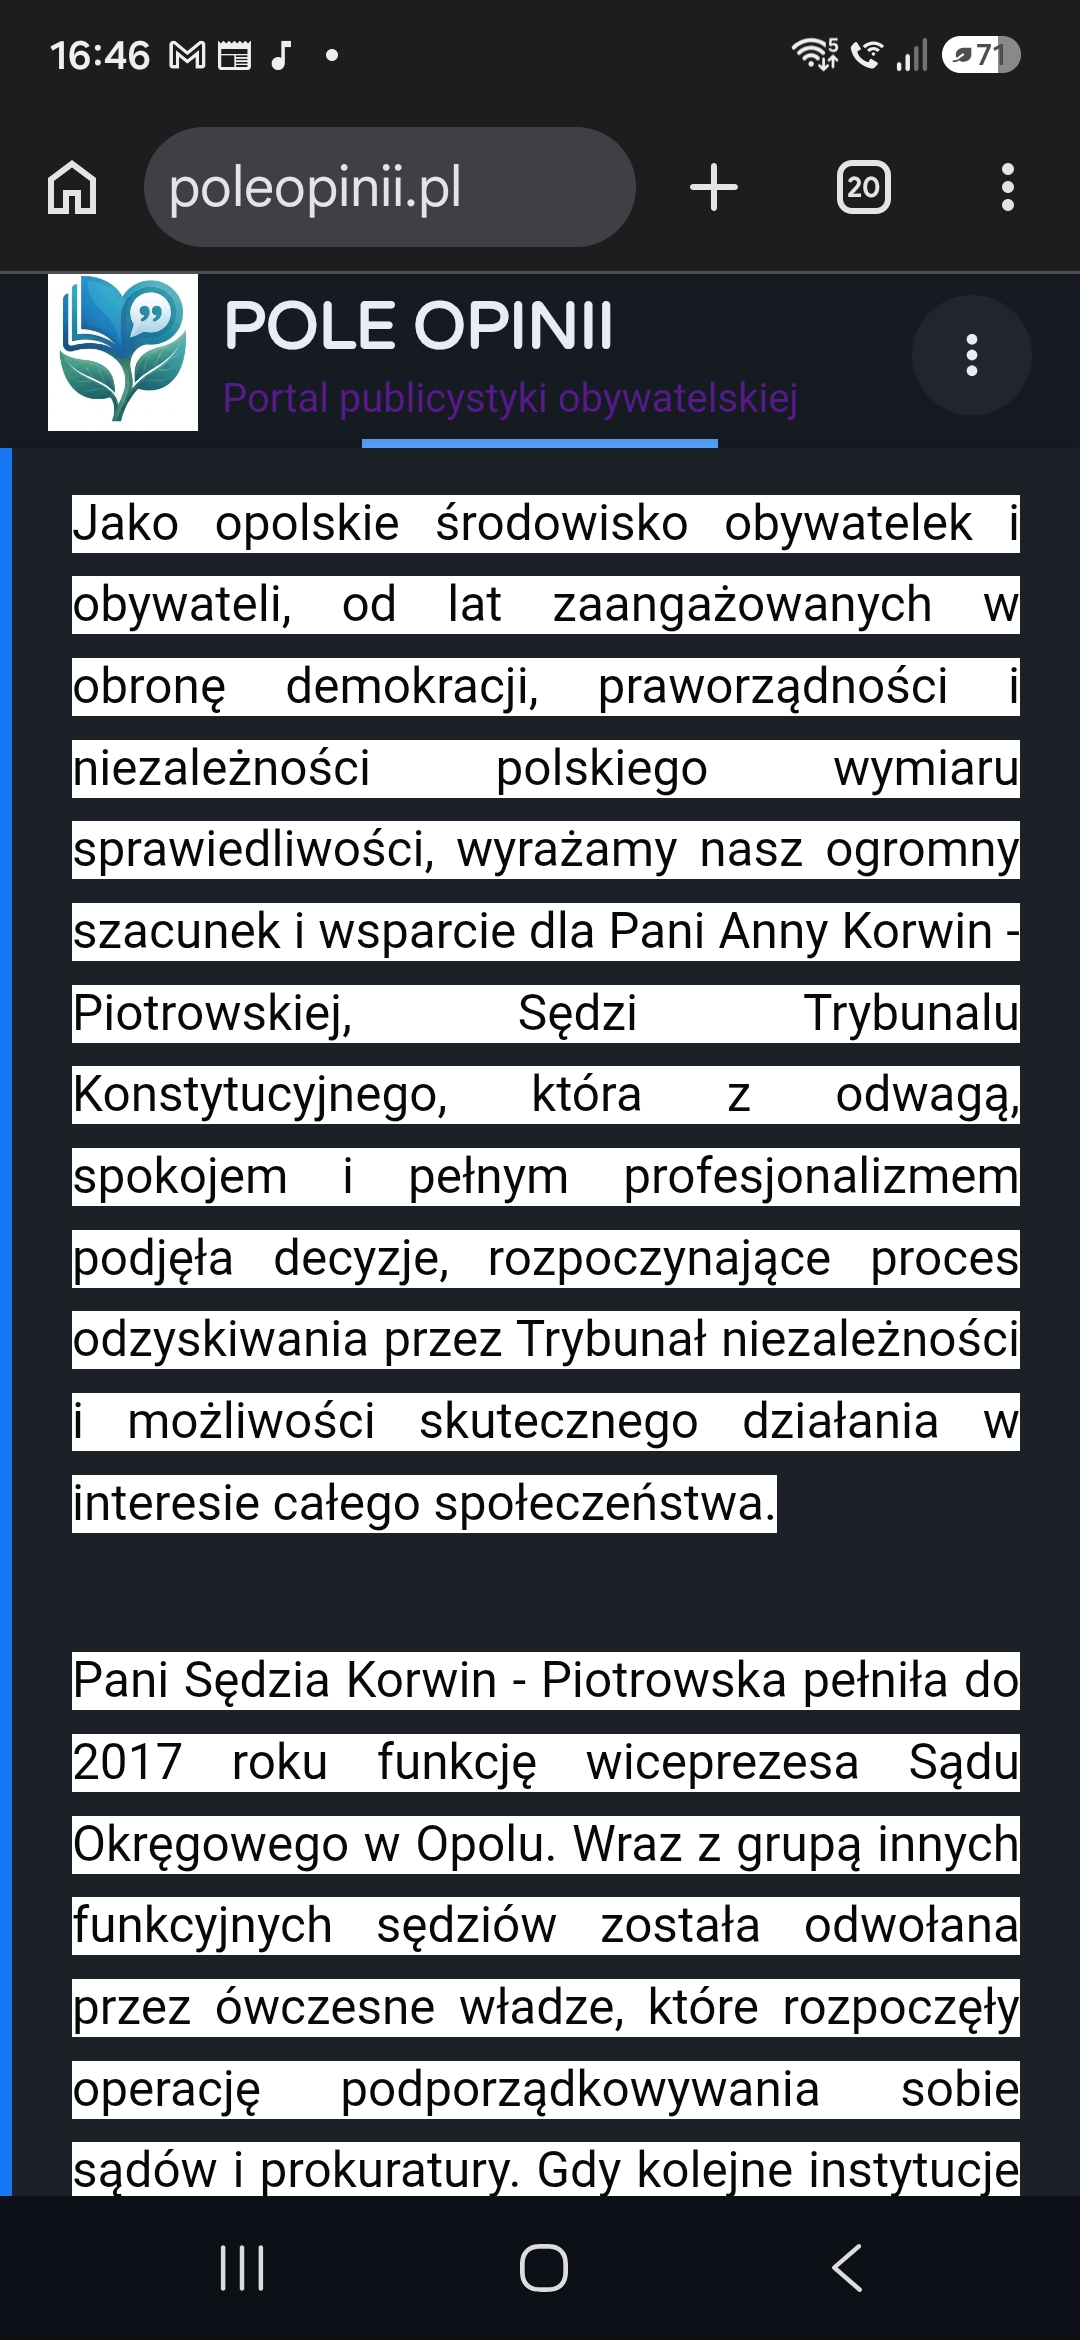 16:46
5
71
poleopinii.pl
20
POLE OPINII
Portal publicystyki obywatelskiej
Jako opolskie środowisko obywatelek i
obywateli, od lat zaangażowanych w
obronę demokracji, praworządności i
niezależności polskiego wymiaru
sprawiedliwości, wyrażamy nasz ogromny
szacunek i wsparcie dla Pani Anny Korwin -
Piotrowskiej, Sędzi Trybunalu
Konstytucyjnego, która z odwagą,
spokojem i pełnym profesjonalizmem
podjęła decyzje, rozpoczynające proces
odzyskiwania przez Trybunał niezależności
i możliwości skutecznego działania w
interesie całego społeczeństwa.
Pani Sędzia Korwin - Piotrowska pełniła do
2017 roku funkcję wiceprezesa Sądu
Okręgowego w Opolu. Wraz z grupą innych
funkcyjnych sędziów została odwołana
przez ówczesne władze, które rozpoczęły
operację podporządkowywania sobie
sądów i prokuratury. Gdy kolejne instytucje